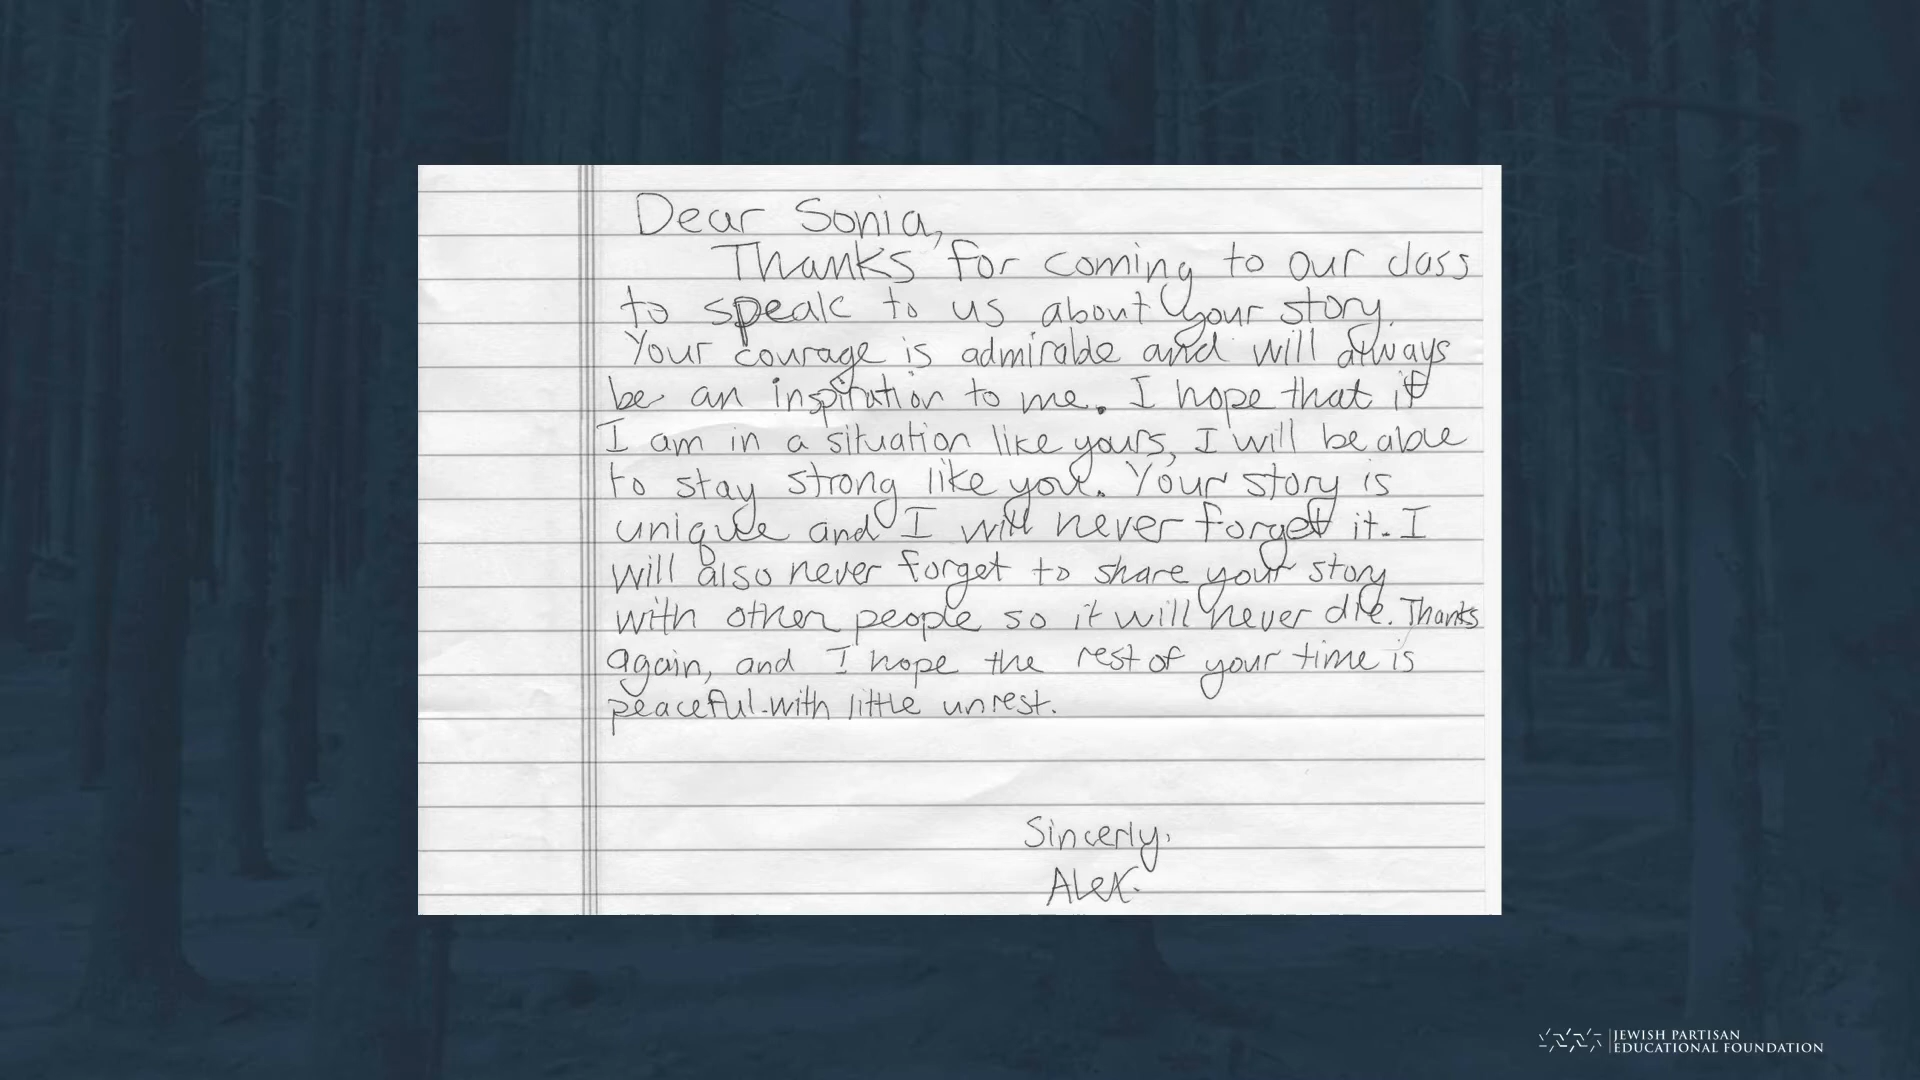 Dear Sonia,
Thanks for coming to our class
to speak to us about your story.
Your courage is admirable and will always
be an inspiration to me. I hope that if
I am in a situation like yours, I will be able
to stay strong like you. Your story is
unique and I will never forget it. I
will also never forget to share your story
with other people so it will never die. Thanks
again, and I hope the rest of your time is
peaceful with little unrest.
Sincerly,
Alex.
JEWISH PARTISAN
EDUCATIONAL FOUNDATION